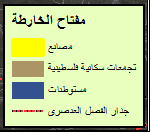 مفتاح الخارطة
مصانع
تجمعات سكانية فلسطينية
مستوطنات
جدار الفصل العنصري